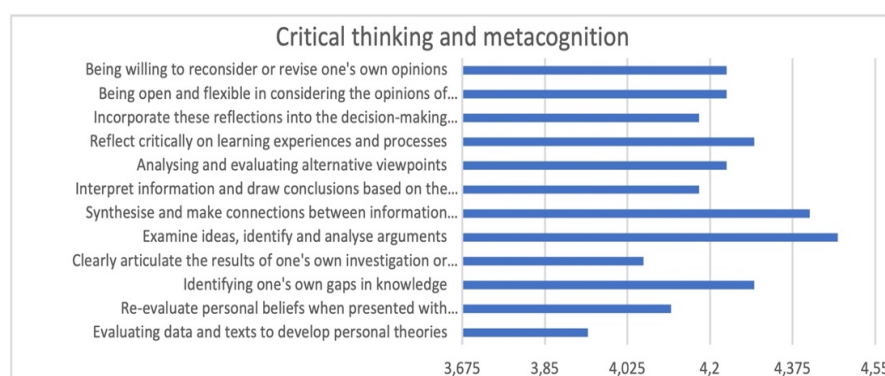 Critical thinking and metacognition
Being willing to reconsider or revise one's own opinions
Being open and flexible in considering the opinions of...
Incorporate these reflections into the decision-making...
Reflect critically on learning experiences and processes
Analysing and evaluating alternative viewpoints
Interpret information and draw conclusions based on the...
Synthesise and make connections between information...
Examine ideas, identify and analyse arguments
Clearly articulate the results of one's own investigation or...
Identifying one's own gaps in knowledge
Re-evaluate personal beliefs when presented with...
Evaluating data and texts to develop personal theories
3,675 3,85 4,025 4,2 4,375 4,55